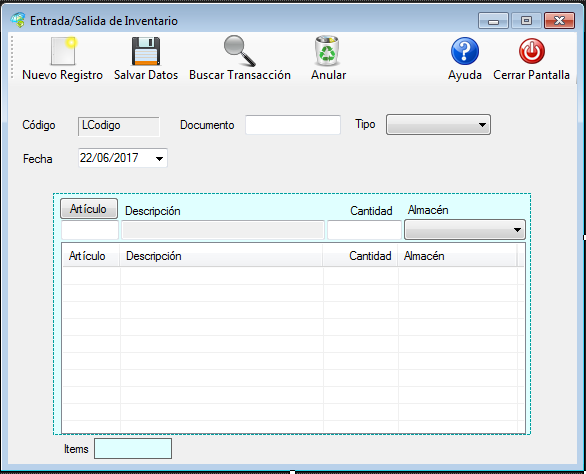 Entrada/Salida de Inventario
Nuevo Registro Salvar Datos Buscar Transacción Anular Ayuda Cerrar Pantalla
Código LCodigo Documento Tipo
Fecha 22/06/2017
Artículo Descripción Cantidad Almacén
Artículo Descripción Cantidad Almacén
Items